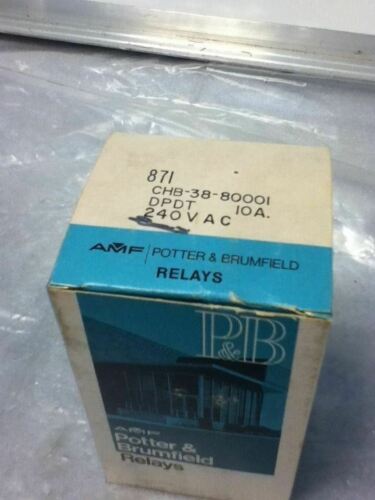 871
CHB-38-80001
DPDT 10A.
240VAC
AMF POTTER & BRUMFIELD
RELAYS
P&B
AMF
Potter &
Brumfield
Relays